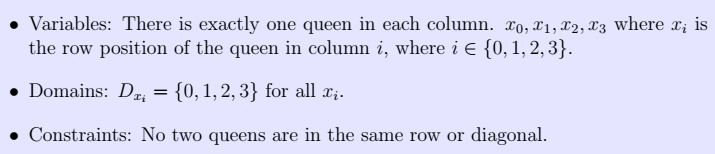 • Variables: There is exactly one queen in each column. x₀, x₁, x₂, x₃ where xᵢ is
the row position of the queen in column i, where i ∈ {0, 1, 2, 3}.
• Domains: D_{xᵢ} = {0, 1, 2, 3} for all xᵢ.
• Constraints: No two queens are in the same row or diagonal.